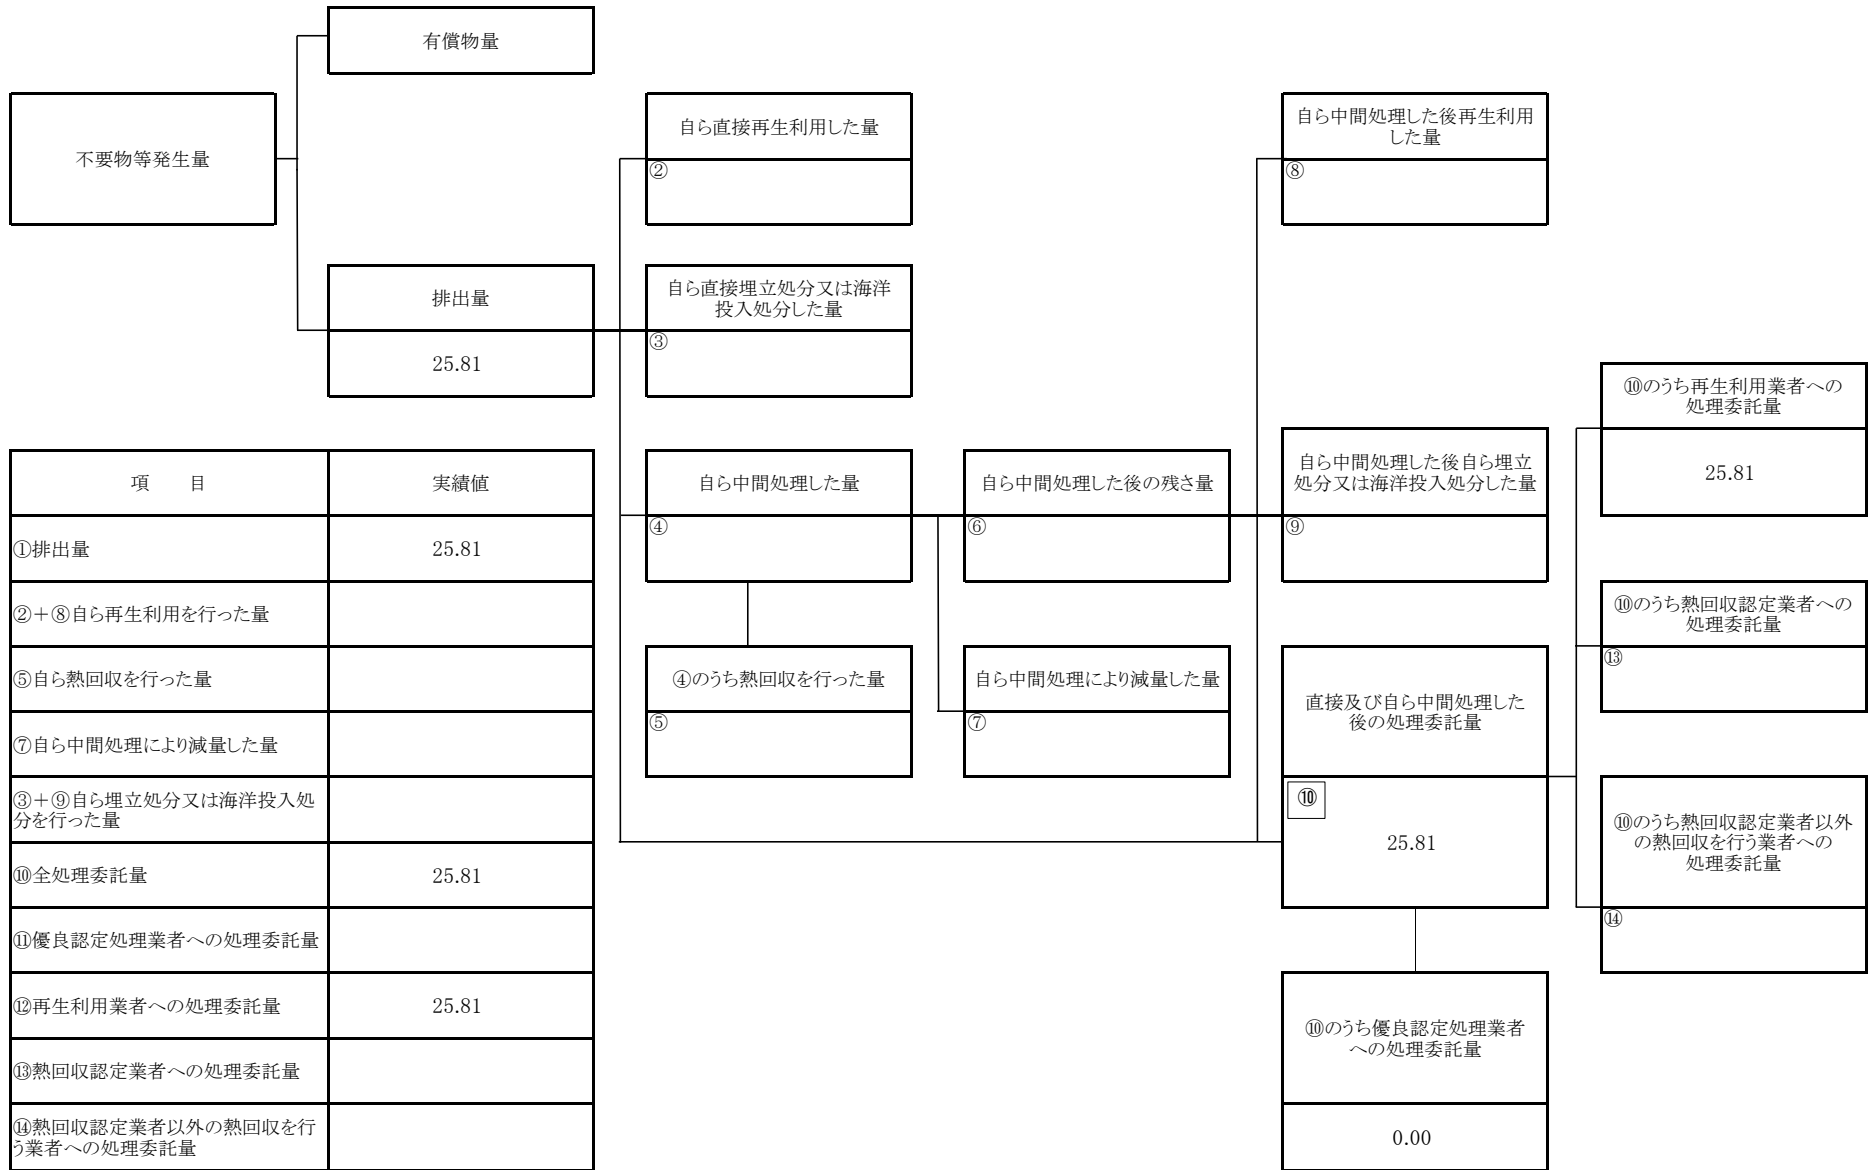 有償物量
不要物等発生量
自ら直接再生利用した量
②
自ら中間処理した後再生利用
した量
⑧
排出量
25.81
自ら直接埋立処分又は海洋
投入処分した量
③
⑩のうち再生利用業者への
処理委託量
25.81
項　目
実績値
①排出量
25.81
②＋⑧自ら再生利用を行った量
⑤自ら熱回収を行った量
⑦自ら中間処理により減量した量
③＋⑨自ら埋立処分又は海洋投入処
分を行った量
⑩全処理委託量
25.81
⑪優良認定処理業者への処理委託量
⑫再生利用業者への処理委託量
25.81
⑬熱回収認定業者への処理委託量
⑭熱回収認定業者以外の熱回収を行
う業者への処理委託量
自ら中間処理した量
④
自ら中間処理した後の残さ量
⑥
自ら中間処理した後自ら埋立
処分又は海洋投入処分した量
⑨
④のうち熱回収を行った量
⑤
自ら中間処理により減量した量
⑦
直接及び自ら中間処理した
後の処理委託量
⑩
25.81
⑩のうち熱回収認定業者への
処理委託量
⑬
⑩のうち熱回収認定業者以外
の熱回収を行う業者への
処理委託量
⑭
⑩のうち優良認定処理業者
への処理委託量
0.00